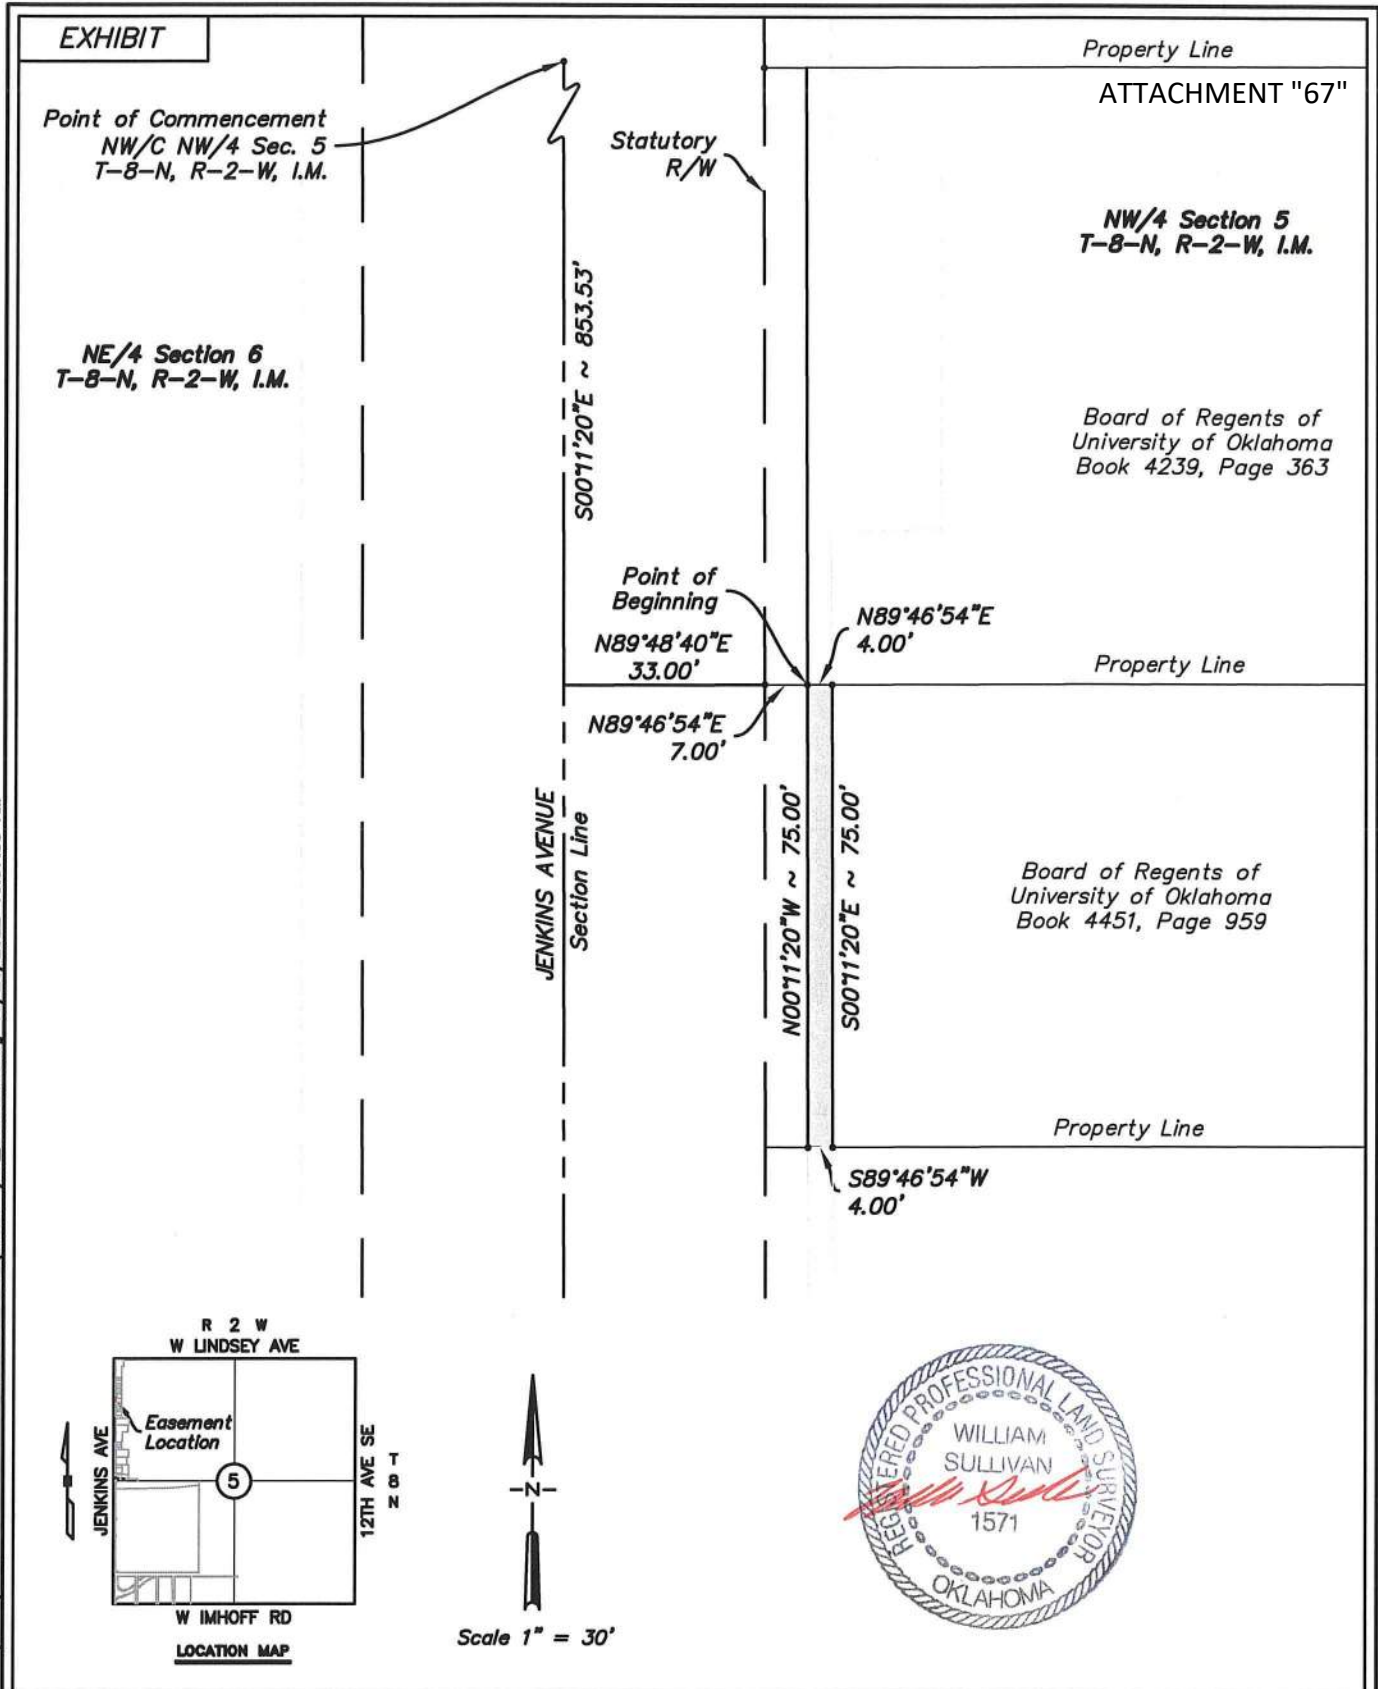 EXHIBIT
Property Line
ATTACHMENT "67"
Point of Commencement
NW/C NW/4 Sec. 5
T-8-N, R-2-W, I.M.
Statutory
R/W
NW/4 Section 5
T-8-N, R-2-W, I.M.
S00°11'20"E ~ 853.53'
NE/4 Section 6
T-8-N, R-2-W, I.M.
Board of Regents of
University of Oklahoma
Book 4239, Page 363
Point of
Beginning
N89°46'54"E
4.00'
N89°48'40"E
33.00'
Property Line
N89°46'54"E
7.00'
JENKINS AVENUE
Section Line
N00°11'20"W ~ 75.00'
S00°11'20"E ~ 75.00'
Board of Regents of
University of Oklahoma
Book 4451, Page 959
Property Line
S89°46'54"W
4.00'
R 2 W
W LINDSEY AVE
JENKINS AVE
Easement
Location
5
12TH AVE SE
T
8
N
W IMHOFF RD
LOCATION MAP
N
Scale 1" = 30'
REGISTERED PROFESSIONAL LAND SURVEYOR
WILLIAM
SULLIVAN
1571
OKLAHOMA